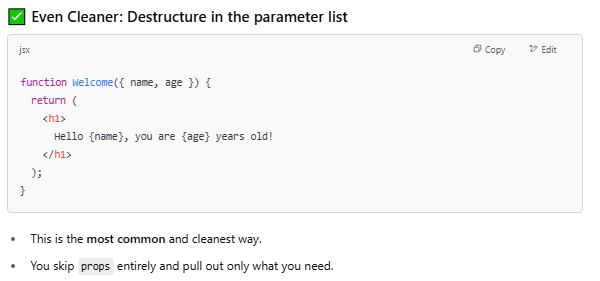 ✅ Even Cleaner: Destructure in the parameter list
jsx Copy Edit
function Welcome({ name, age }) {
  return (
    <h1>
      Hello {name}, you are {age} years old!
    </h1>
  );
}
• This is the most common and cleanest way.
• You skip props entirely and pull out only what you need.